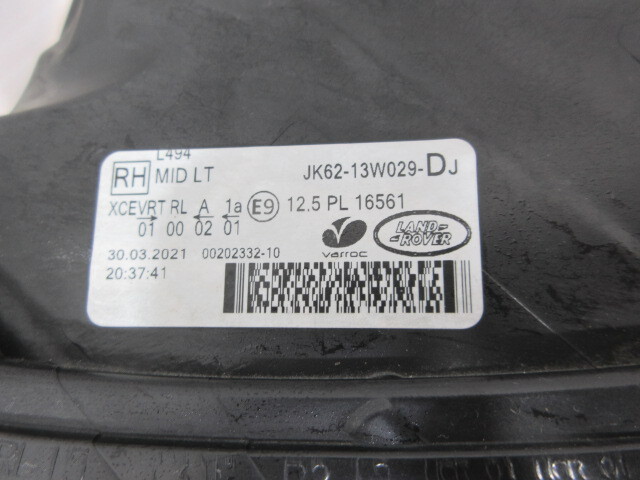 L494
RH MID LT JK62-13W029-DJ
XCEVRT RL A 1a E9 12.5 PL 16561
01 00 02 01
varroc LAND ROVER
30.03.2021 00202332-10
20:37:41